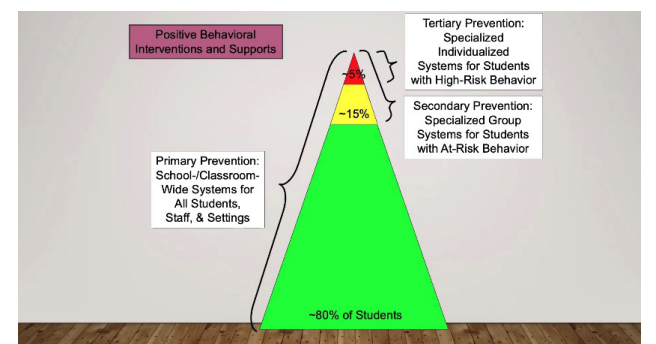 Positive Behavioral
Interventions and Supports
Tertiary Prevention:
Specialized
Individualized
Systems for Students
with High-Risk Behavior
~5%
Secondary Prevention:
Specialized Group
Systems for Students
with At-Risk Behavior
~15%
Primary Prevention:
School-/Classroom-
Wide Systems for
All Students,
Staff, & Settings
~80% of Students